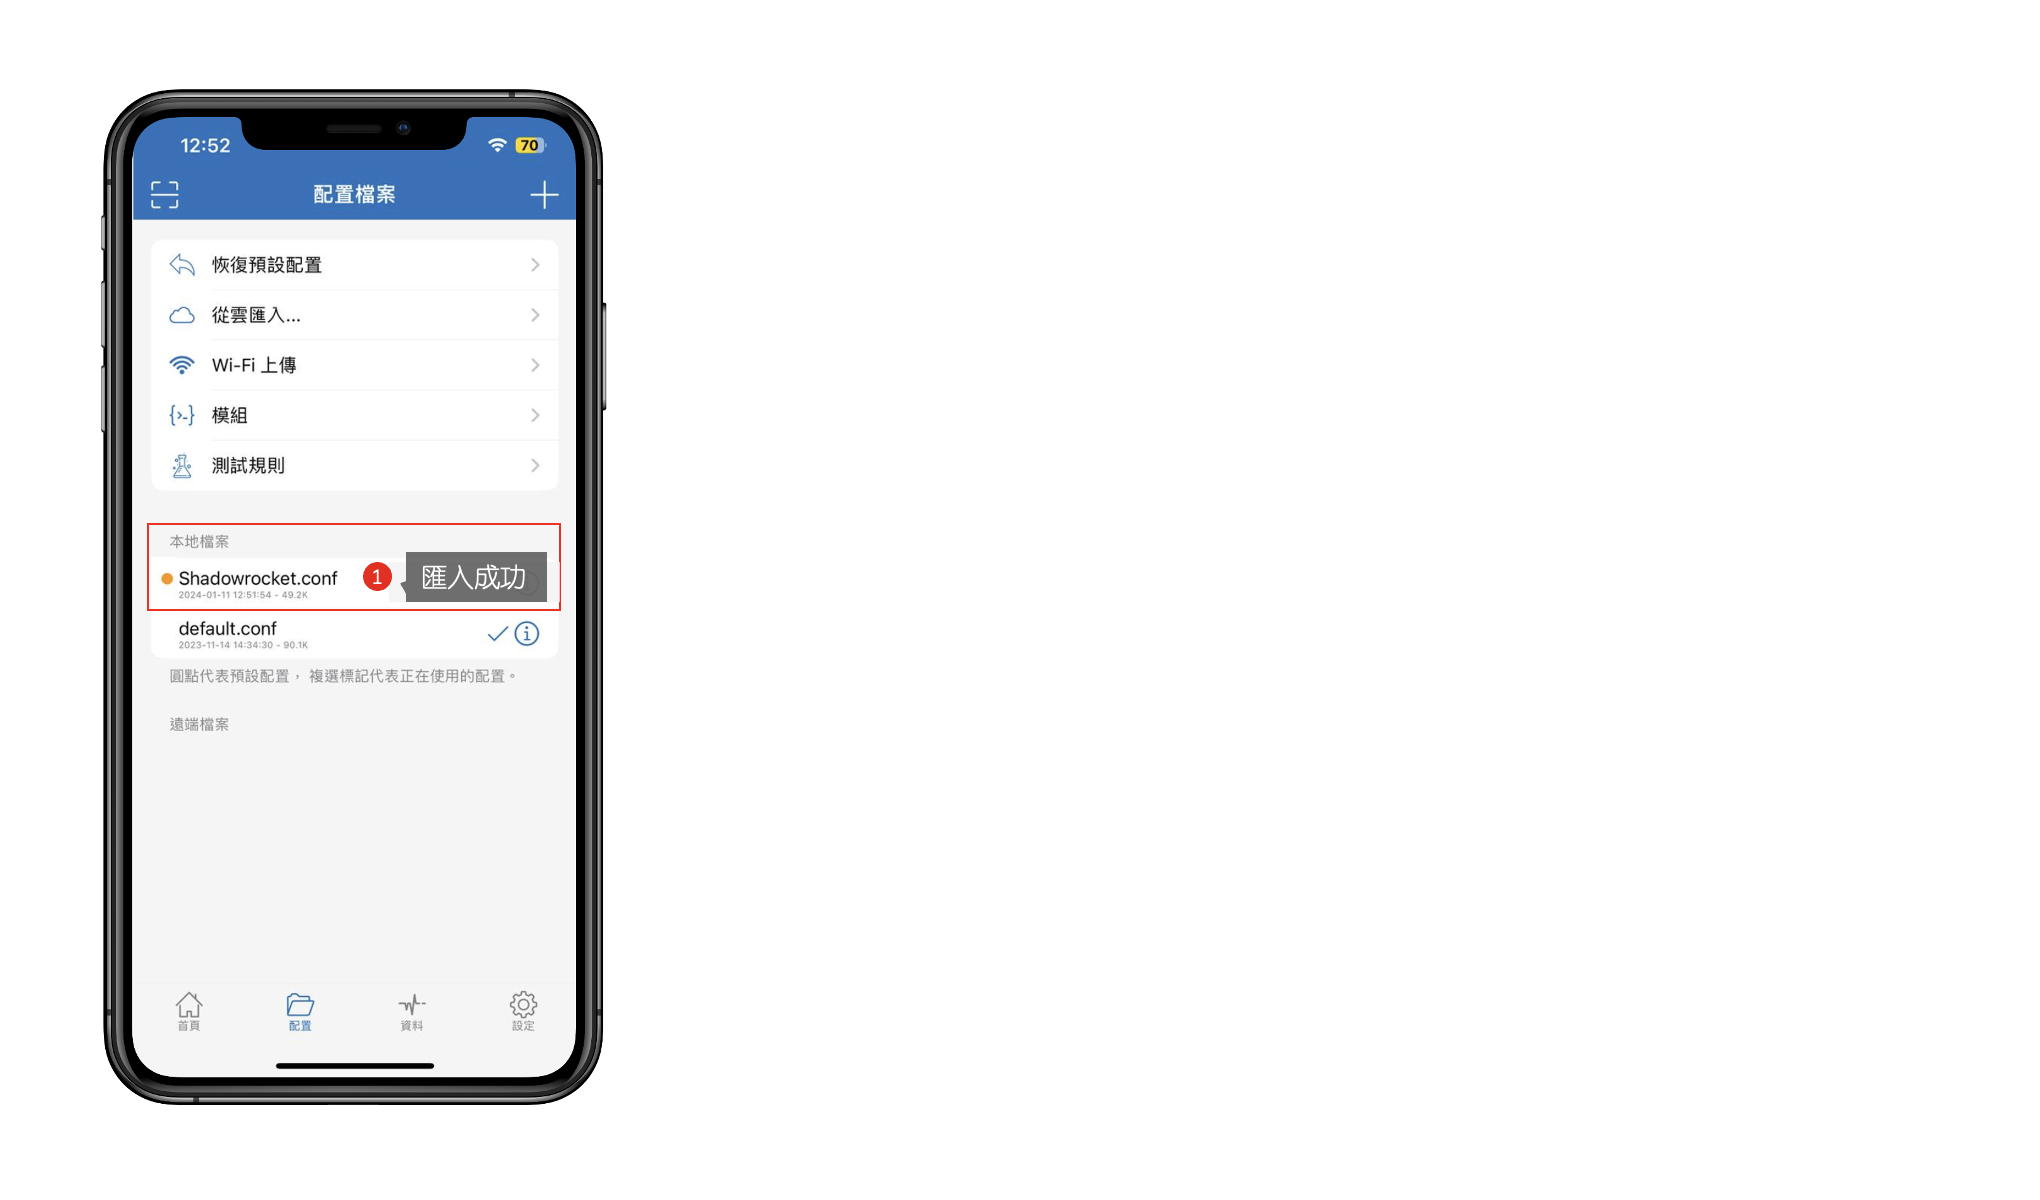 12:52
70
配置檔案
恢復預設配置
從雲匯入...
Wi-Fi 上傳
模組
測試規則
本地檔案
Shadowrocket.conf
1
匯入成功
2024-01-11 12:51:54 - 49.2K
default.conf
2023-11-14 14:34:30 - 90.1K
圓點代表預設配置， 複選標記代表正在使用的配置。
遠端檔案
首頁
配置
資料
設定